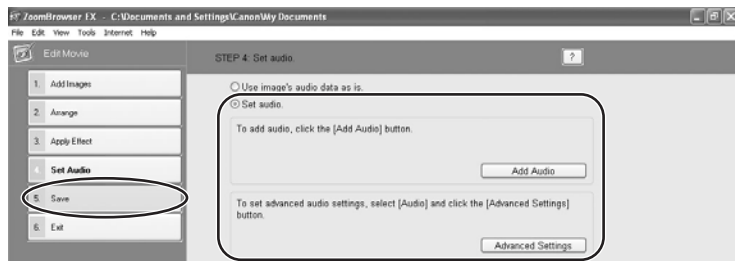 ZoomBrowser EX - C:\Documents and Settings\Canon\My Documents
File Edit View Tools Internet Help
Edit Movie
STEP 4: Set audio.
?
1. Add Images
2. Arrange
3. Apply Effect
4. Set Audio
5. Save
6. Exit
Use image's audio data as is.
Set audio.
To add audio, click the [Add Audio] button.
Add Audio
To set advanced audio settings, select [Audio] and click the [Advanced Settings]
button.
Advanced Settings